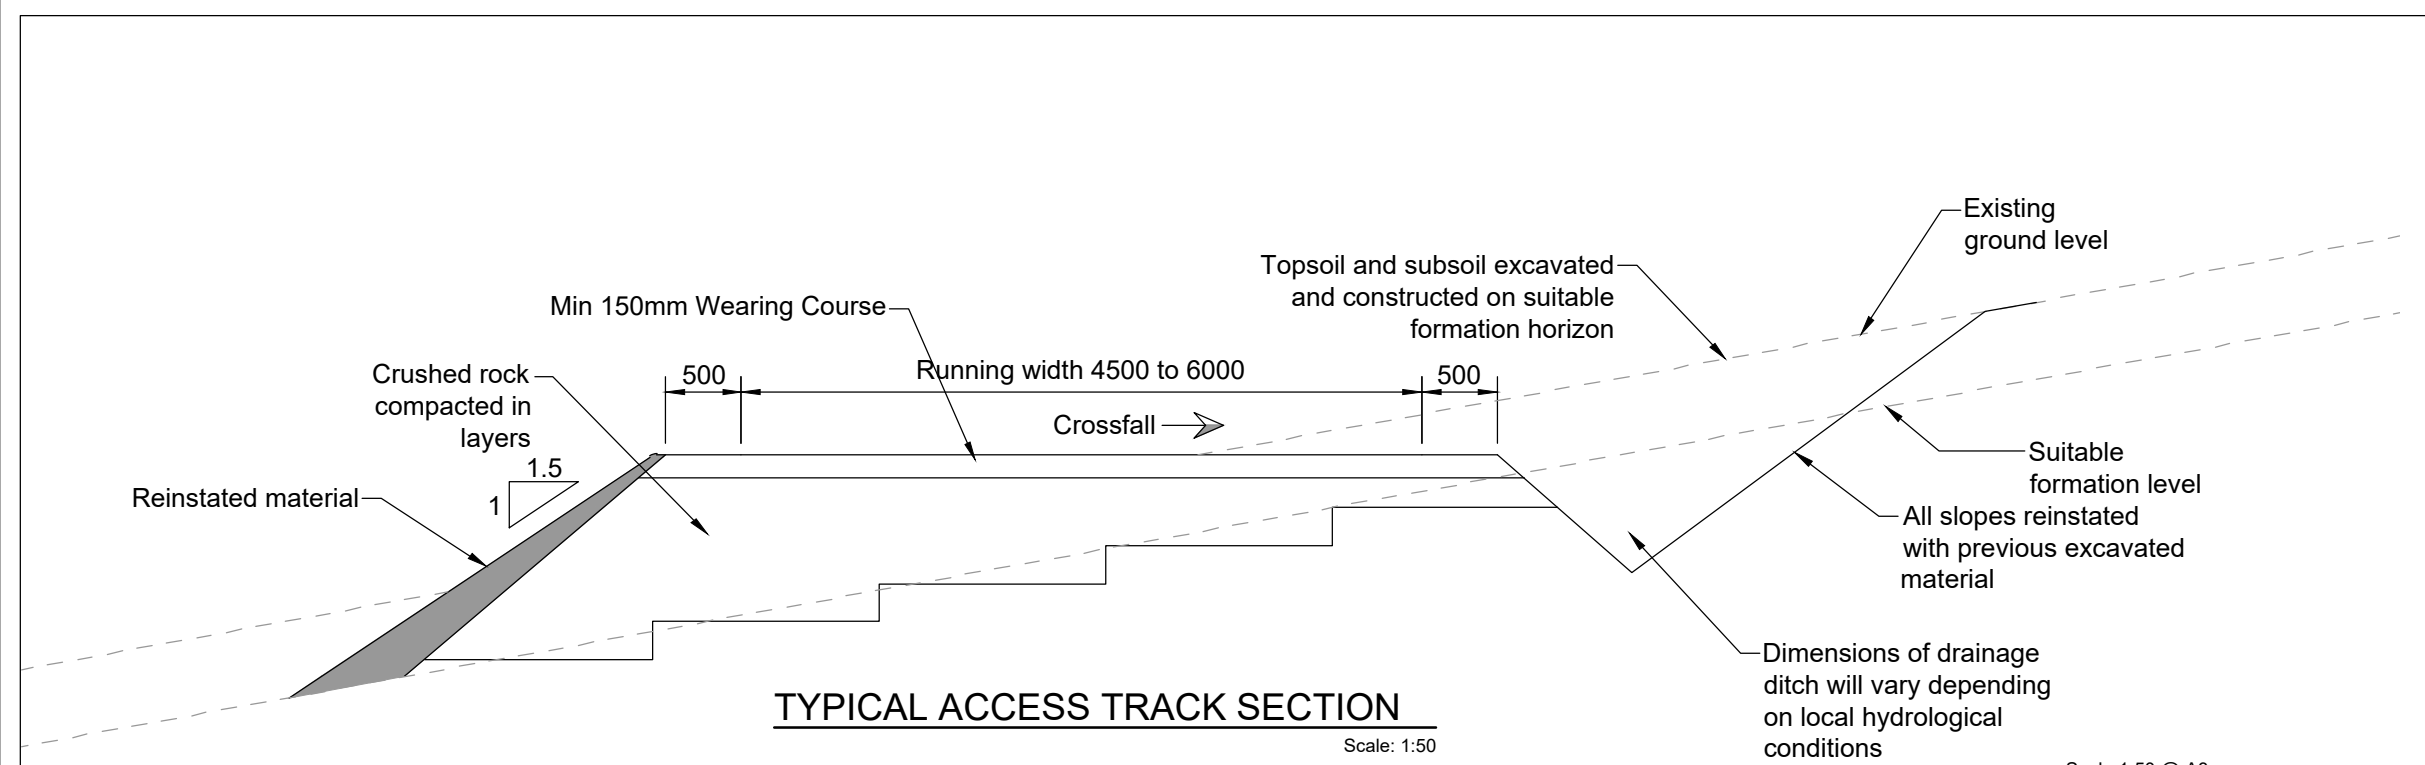 Existing
ground level
Topsoil and subsoil excavated
and constructed on suitable
formation horizon
Min 150mm Wearing Course
Crushed rock
compacted in
layers
500
Running width 4500 to 6000
500
Crossfall
1.5
1
Reinstated material
Suitable
formation level
All slopes reinstated
with previous excavated
material
Dimensions of drainage
ditch will vary depending
on local hydrological
conditions
TYPICAL ACCESS TRACK SECTION
Scale: 1:50